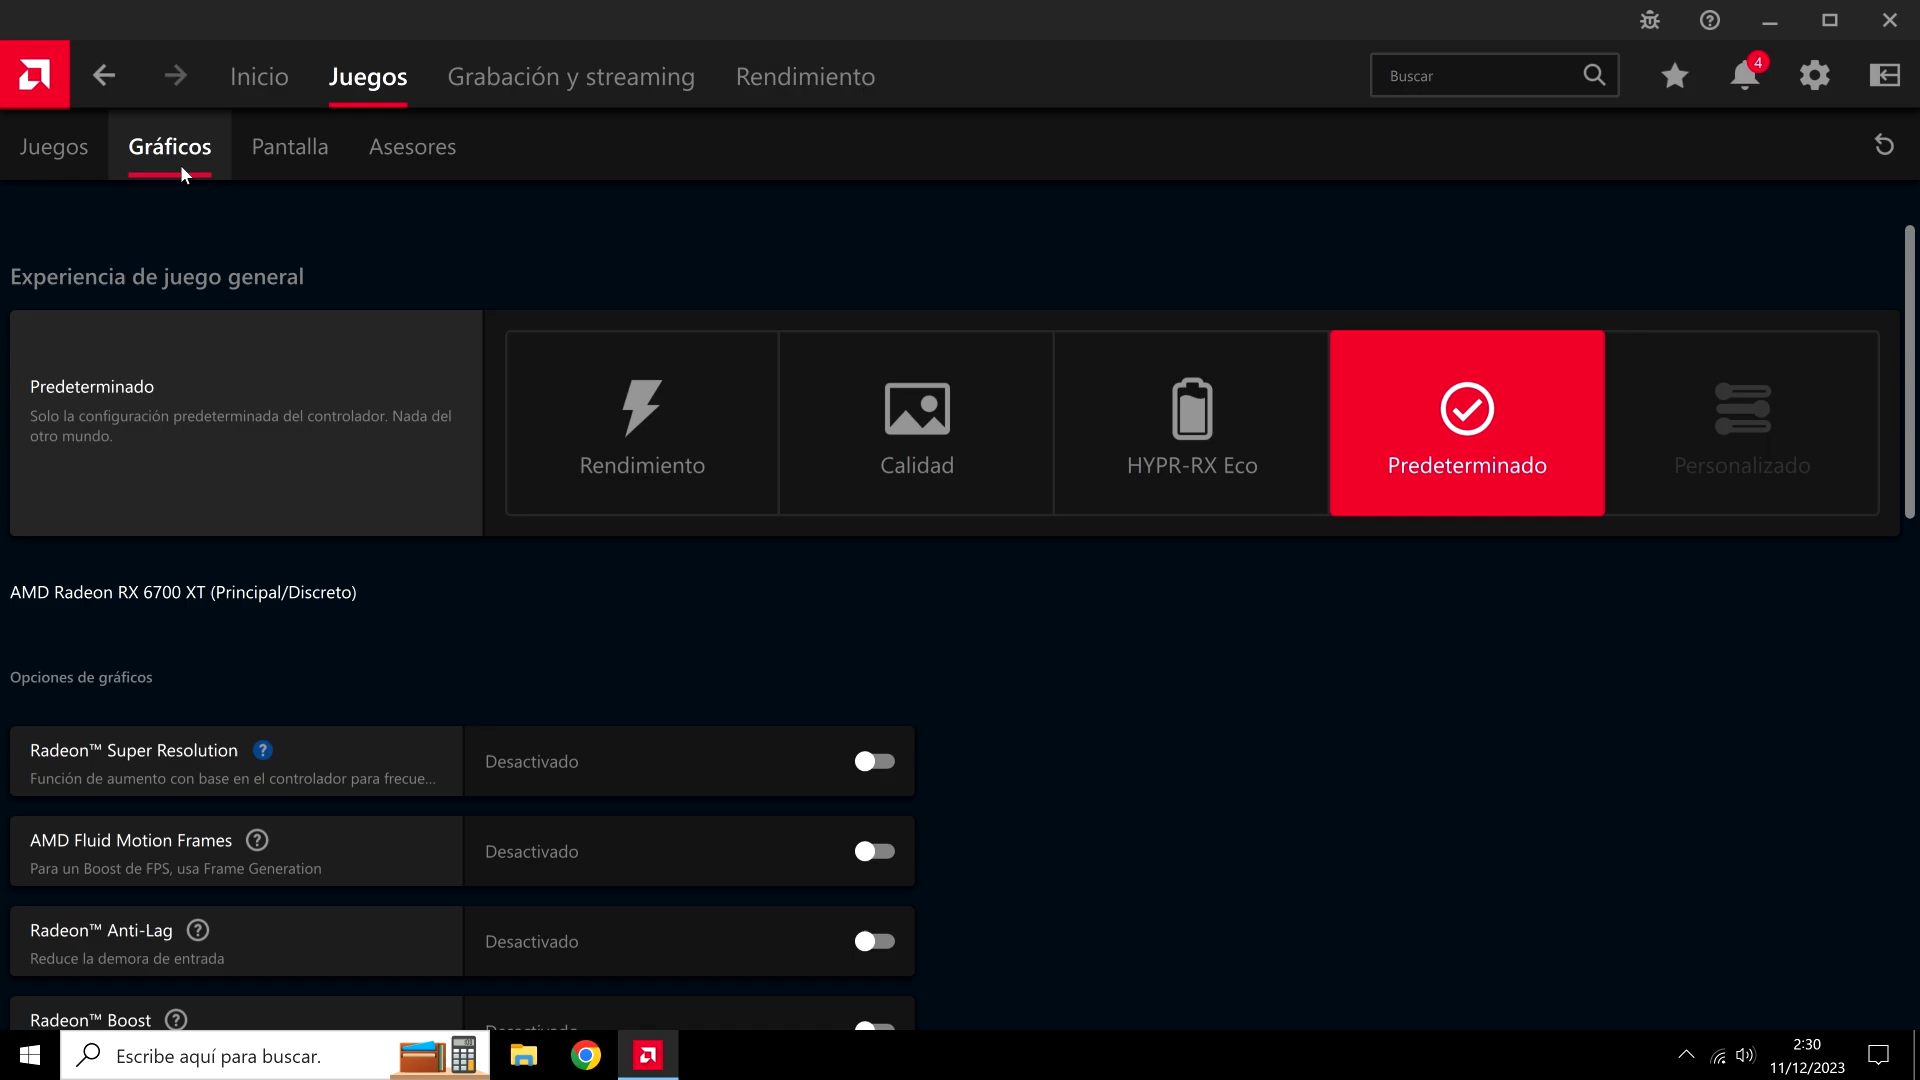 Inicio
Juegos
Grabación y streaming
Rendimiento
Buscar
4
Juegos
Gráficos
Pantalla
Asesores
Experiencia de juego general
Predeterminado
Solo la configuración predeterminada del controlador. Nada del
otro mundo.
Rendimiento
Calidad
HYPR-RX Eco
Predeterminado
Personalizado
AMD Radeon RX 6700 XT (Principal/Discreto)
Opciones de gráficos
Radeon™ Super Resolution ?
Función de aumento con base en el controlador para frecue...
Desactivado
AMD Fluid Motion Frames ?
Para un Boost de FPS, usa Frame Generation
Desactivado
Radeon™ Anti-Lag ?
Reduce la demora de entrada
Desactivado
Radeon™ Boost ?
Desactivado
Escribe aquí para buscar.
2:30
11/12/2023